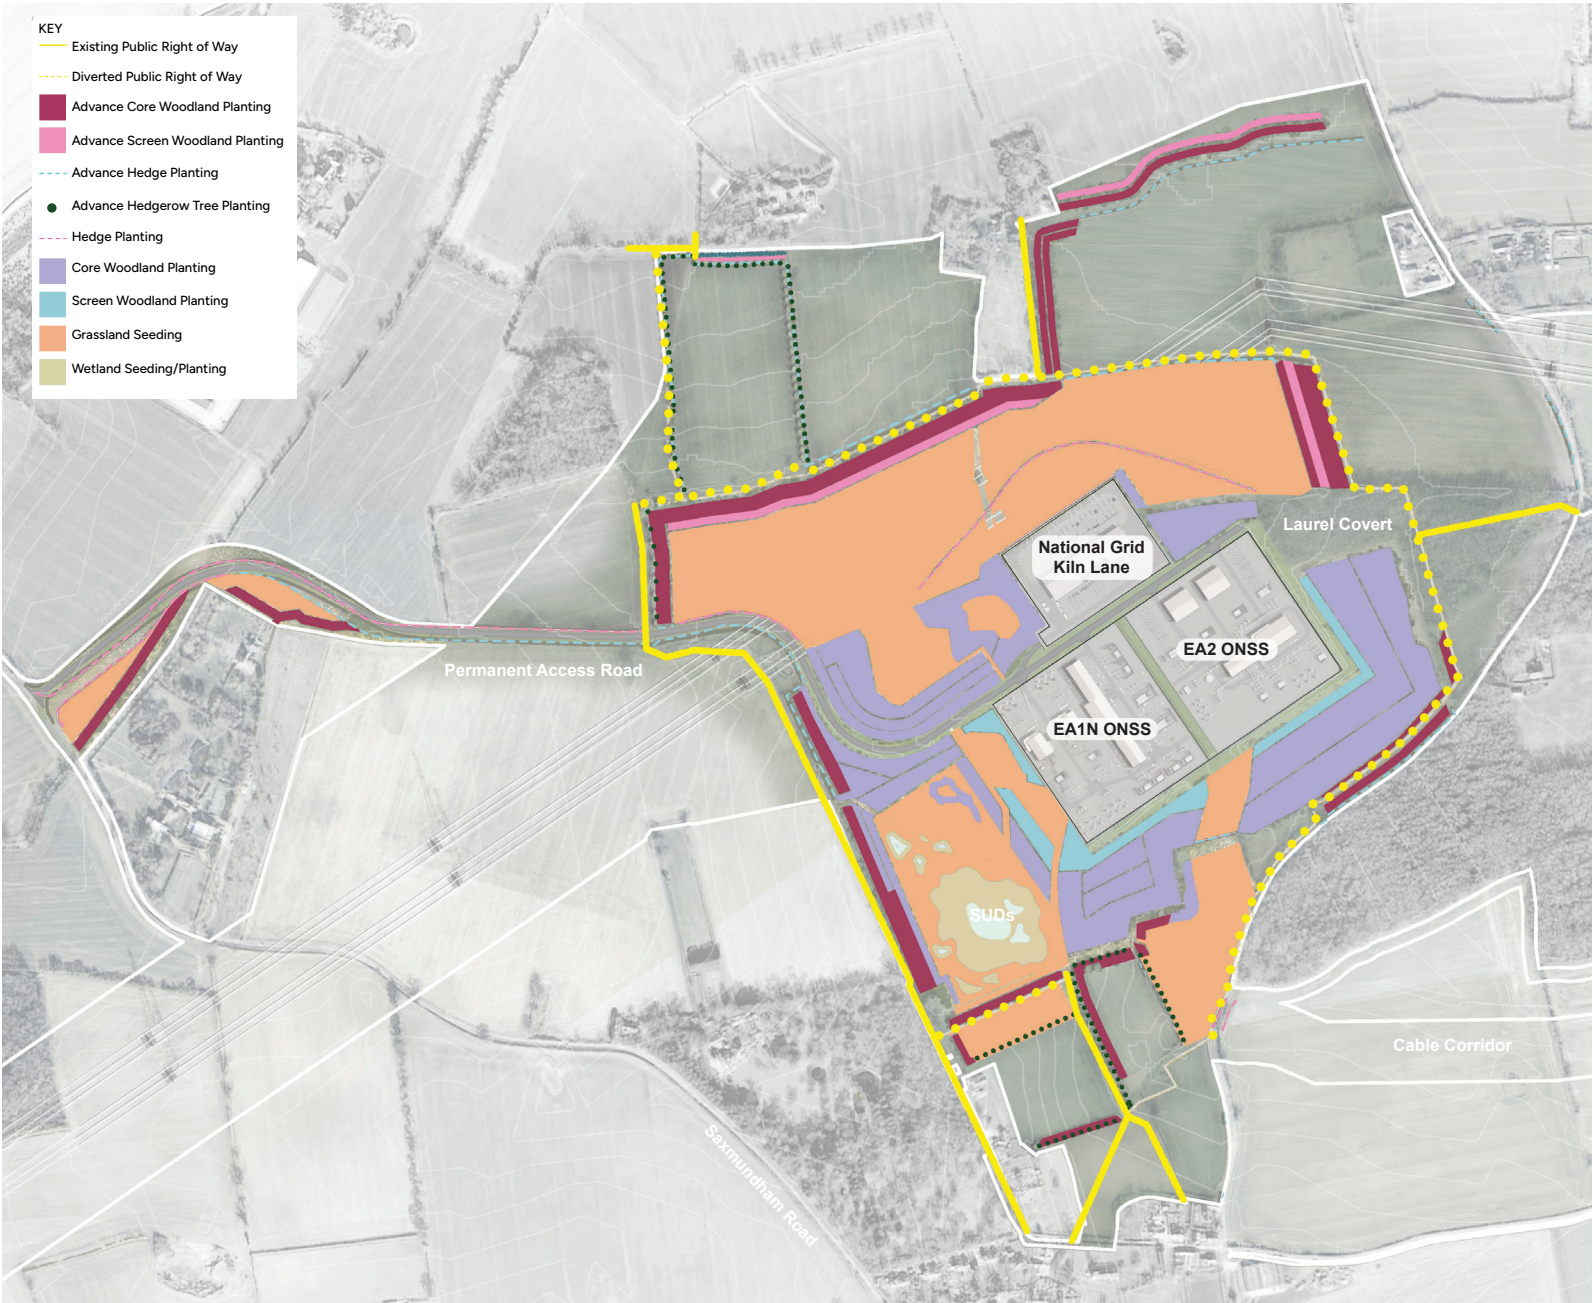 KEY
Existing Public Right of Way
Diverted Public Right of Way
Advance Core Woodland Planting
Advance Screen Woodland Planting
Advance Hedge Planting
Advance Hedgerow Tree Planting
Hedge Planting
Core Woodland Planting
Screen Woodland Planting
Grassland Seeding
Wetland Seeding/Planting
Laurel Covert
National Grid
Kiln Lane
EA2 ONSS
Permanent Access Road
EA1N ONSS
SUDs
Cable Corridor
Saxmundham Road